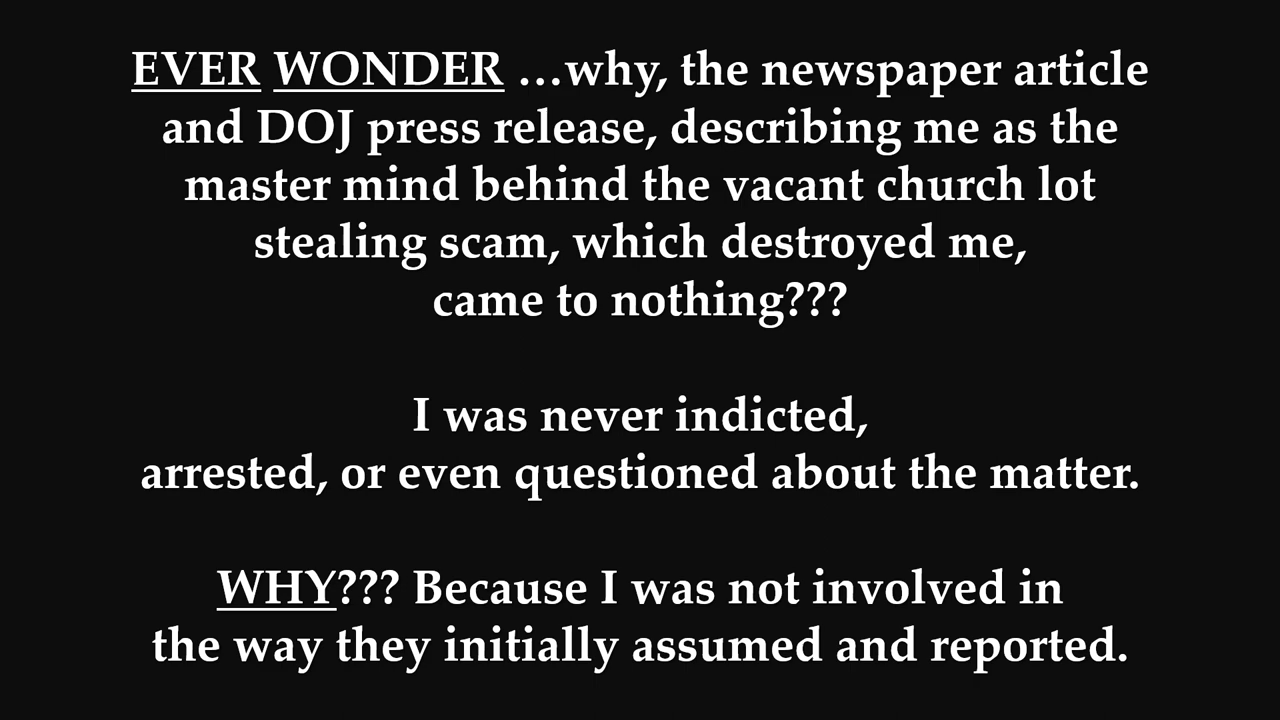 EVER WONDER …why, the newspaper article
and DOJ press release, describing me as the
master mind behind the vacant church lot
stealing scam, which destroyed me,
came to nothing???
I was never indicted,
arrested, or even questioned about the matter.
WHY??? Because I was not involved in
the way they initially assumed and reported.